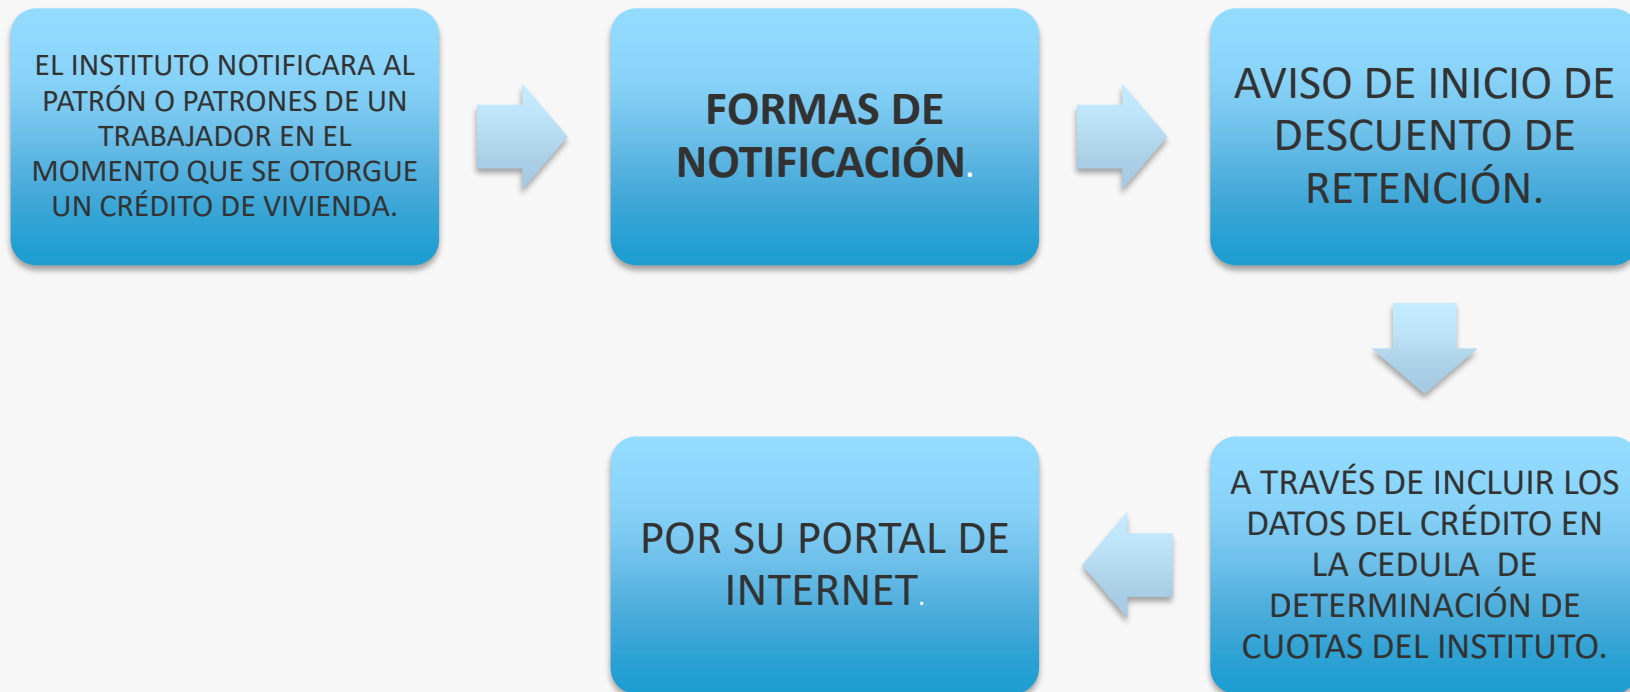 EL INSTITUTO NOTIFICARA AL
PATRÓN O PATRONES DE UN
TRABAJADOR EN EL
MOMENTO QUE SE OTORGUE
UN CRÉDITO DE VIVIENDA.
FORMAS DE
NOTIFICACIÓN.
AVISO DE INICIO DE
DESCUENTO DE
RETENCIÓN.
A TRAVÉS DE INCLUIR LOS
DATOS DEL CRÉDITO EN
LA CEDULA DE
DETERMINACIÓN DE
CUOTAS DEL INSTITUTO.
POR SU PORTAL DE
INTERNET.